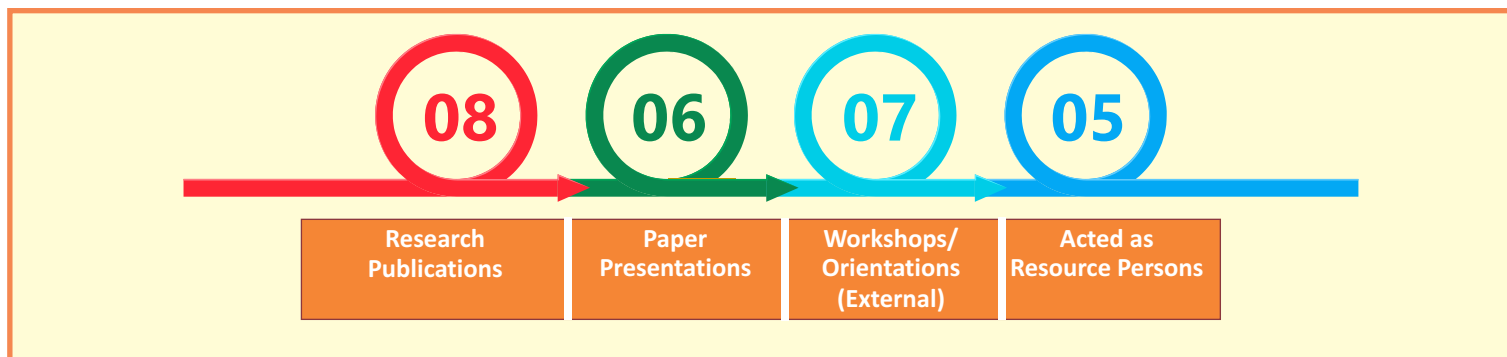 08
06
07
05
Research
Publications
Paper
Presentations
Workshops/
Orientations
(External)
Acted as
Resource Persons